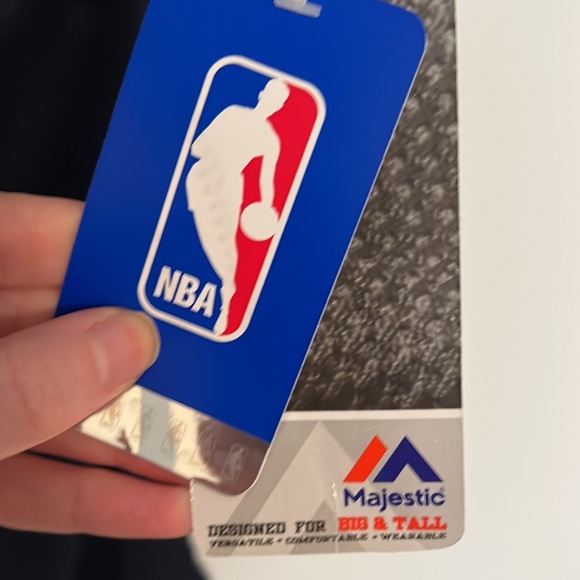 NBA
Majestic
DESIGNED FOR BIG & TALL
VERSATILE • COMFORTABLE • WEARABLE